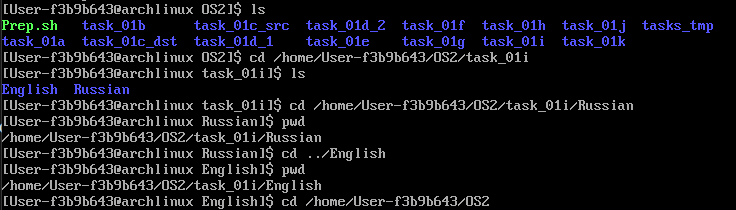 [User-f3b9b643@archlinux OS2]$ ls
Prep.sh task_01b task_01c_src task_01d_2 task_01f task_01h task_01j tasks_tmp
task_01a task_01c_dst task_01d_1 task_01e task_01g task_01i task_01k
[User-f3b9b643@archlinux OS2]$ cd /home/User-f3b9b643/OS2/task_01i
[User-f3b9b643@archlinux task_01i]$ ls
English Russian
[User-f3b9b643@archlinux task_01i]$ cd /home/User-f3b9b643/OS2/task_01i/Russian
[User-f3b9b643@archlinux Russian]$ pwd
/home/User-f3b9b643/OS2/task_01i/Russian
[User-f3b9b643@archlinux Russian]$ cd ../English
[User-f3b9b643@archlinux English]$ pwd
/home/User-f3b9b643/OS2/task_01i/English
[User-f3b9b643@archlinux English]$ cd /home/User-f3b9b643/OS2